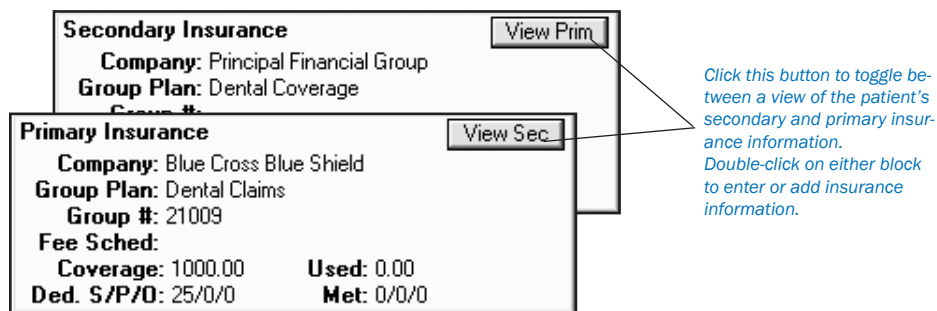 Secondary Insurance View Prim
Company: Principal Financial Group
Group Plan: Dental Coverage
Group #:
Primary Insurance View Sec
Company: Blue Cross Blue Shield
Group Plan: Dental Claims
Group #: 21009
Fee Sched:
Coverage: 1000.00 Used: 0.00
Ded. S/P/O: 25/0/0 Met: 0/0/0
Click this button to toggle be-
tween a view of the patient's
secondary and primary insur-
ance information.
Double-click on either block
to enter or add insurance
information.